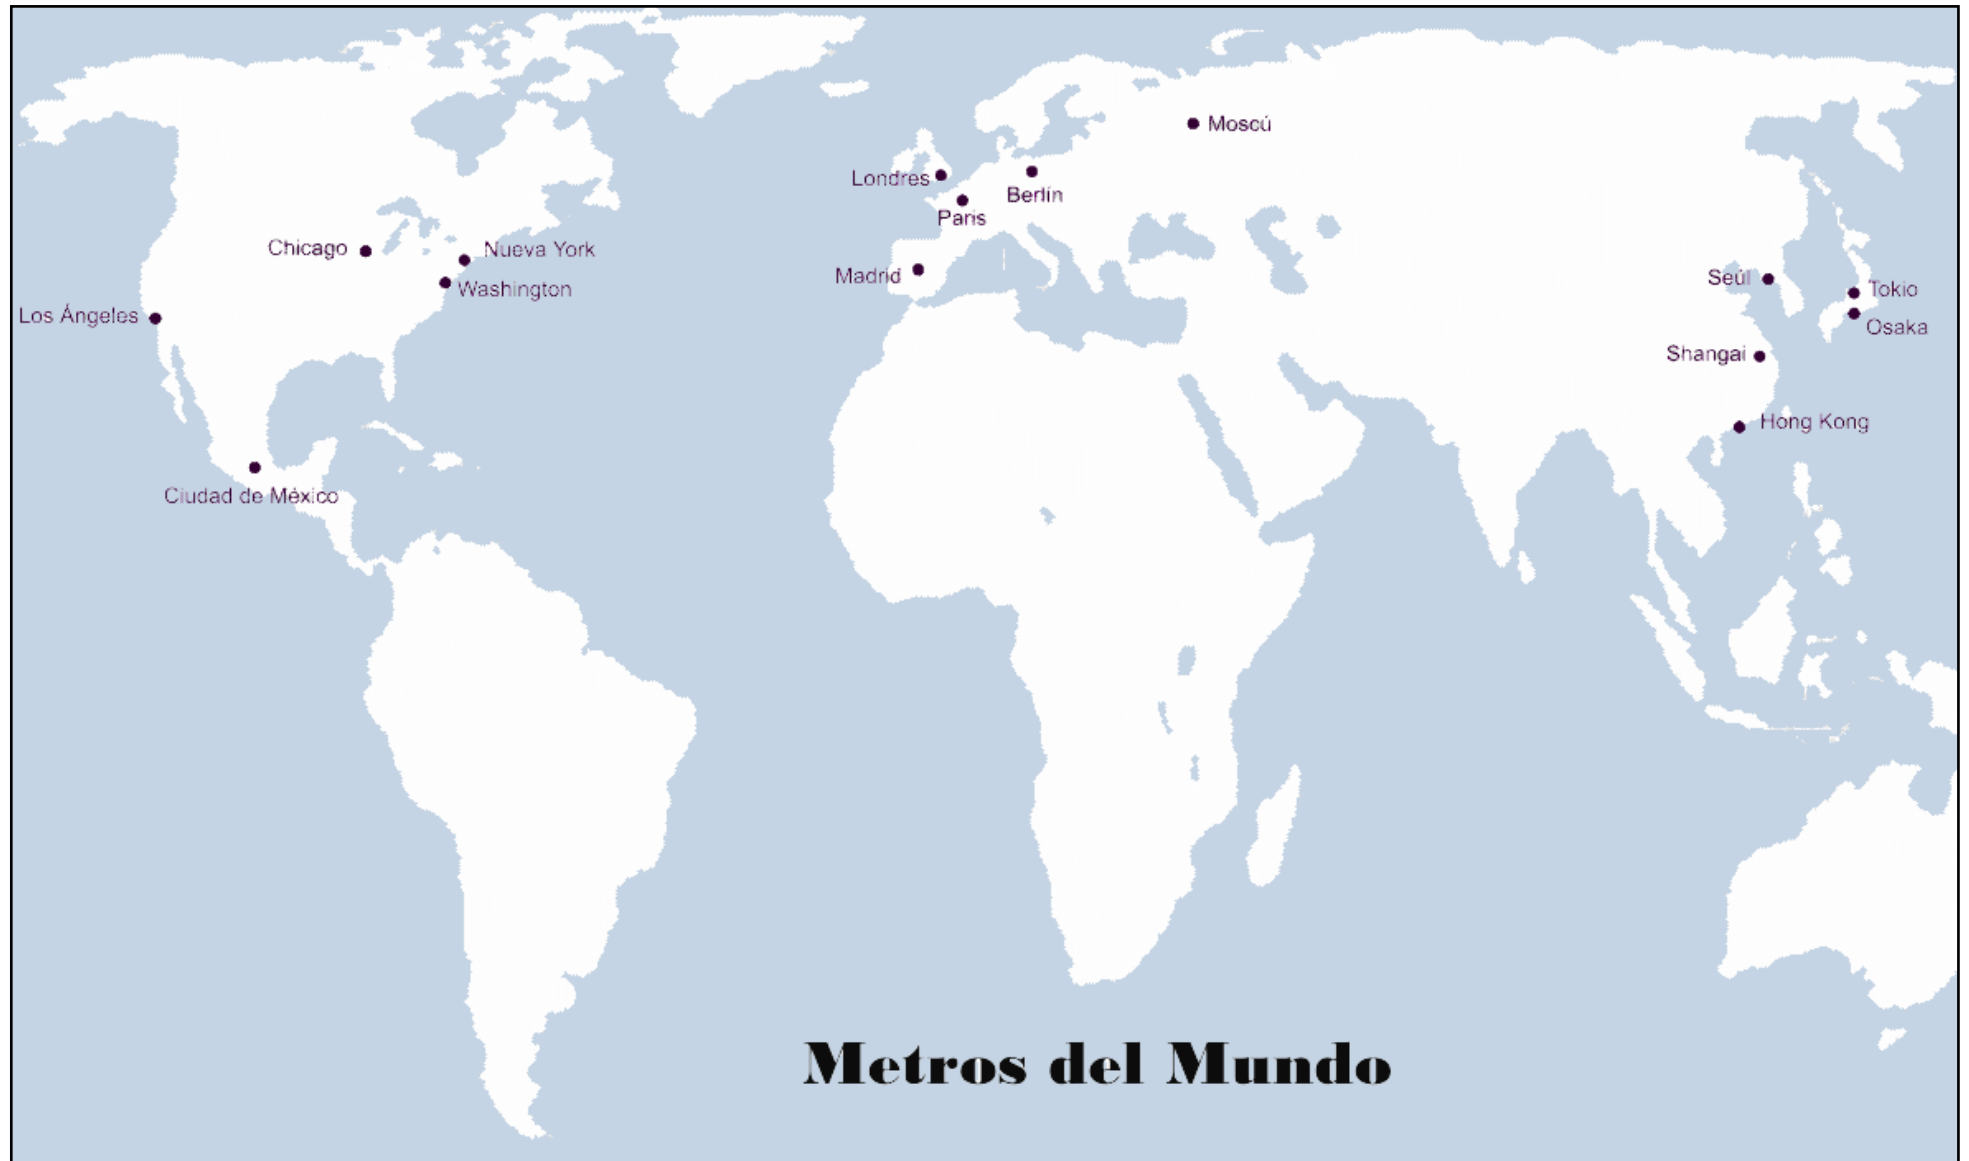 Moscú
Londres
Berlín
Paris
Chicago
Nueva York
Madrid
Washington
Seúl
Tokio
Los Ángeles
Osaka
Shangai
Hong Kong
Ciudad de México
Metros del Mundo